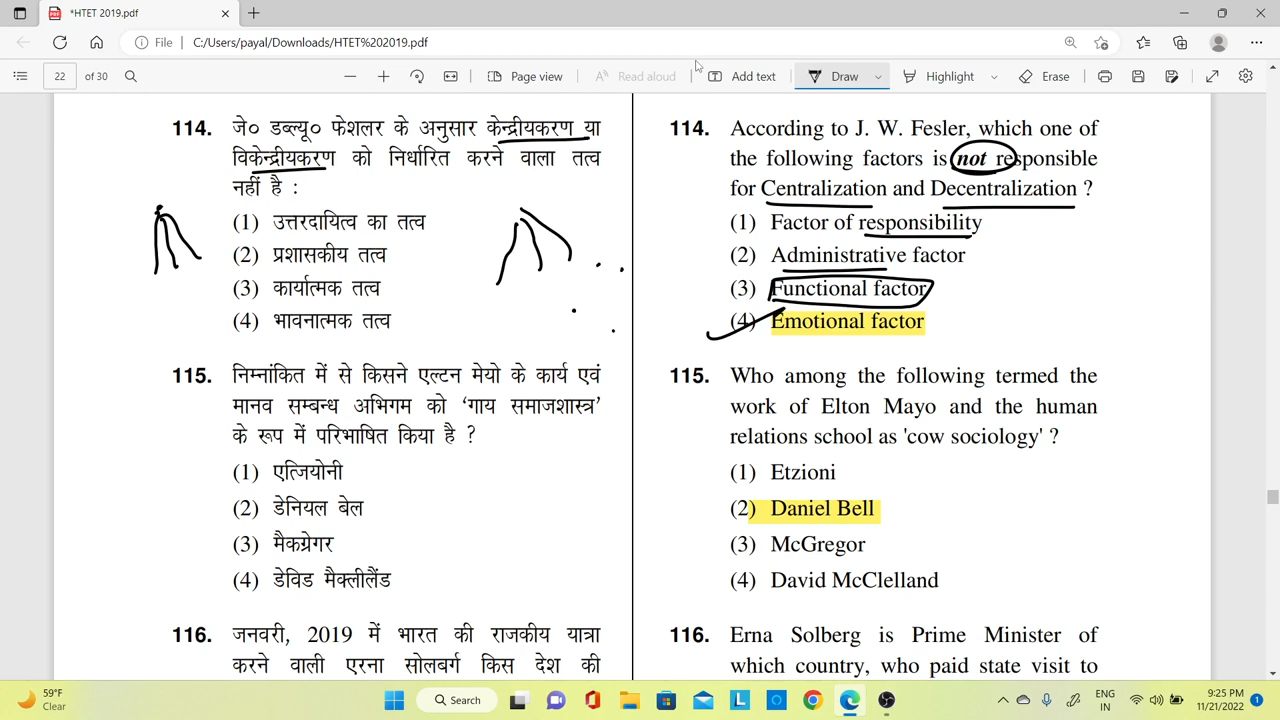 *HTET 2019.pdf
File
C:/Users/payal/Downloads/HTET%202019.pdf
22
of 30
Page view
Read aloud
Add text
Draw
Highlight
Erase
114. जे० डब्ल्यू० फेशलर के अनुसार केन्द्रीयकरण या
विकेन्द्रीयकरण को निर्धारित करने वाला तत्व
नहीं है :
(1) उत्तरदायित्व का तत्व
(2) प्रशासकीय तत्व
(3) कार्यात्मक तत्व
(4) भावनात्मक तत्व
115. निम्नांकित में से किसने एल्टन मेयो के कार्य एवं
मानव सम्बन्ध अभिगम को ‘गाय समाजशास्त्र’
के रूप में परिभाषित किया है ?
(1) एत्जियोनी
(2) डेनियल बेल
(3) मैकग्रेगर
(4) डेविड मैक्लीलैंड
116. जनवरी, 2019 में भारत की राजकीय यात्रा
करने वाली एरना सोलबर्ग किस देश की
114. According to J. W. Fesler, which one of
the following factors is not responsible
for Centralization and Decentralization ?
(1) Factor of responsibility
(2) Administrative factor
(3) Functional factor
(4) Emotional factor
115. Who among the following termed the
work of Elton Mayo and the human
relations school as 'cow sociology' ?
(1) Etzioni
(2) Daniel Bell
(3) McGregor
(4) David McClelland
116. Erna Solberg is Prime Minister of
which country, who paid state visit to
59°F
Clear
Search
ENG
IN
9:25 PM
11/21/2022
1